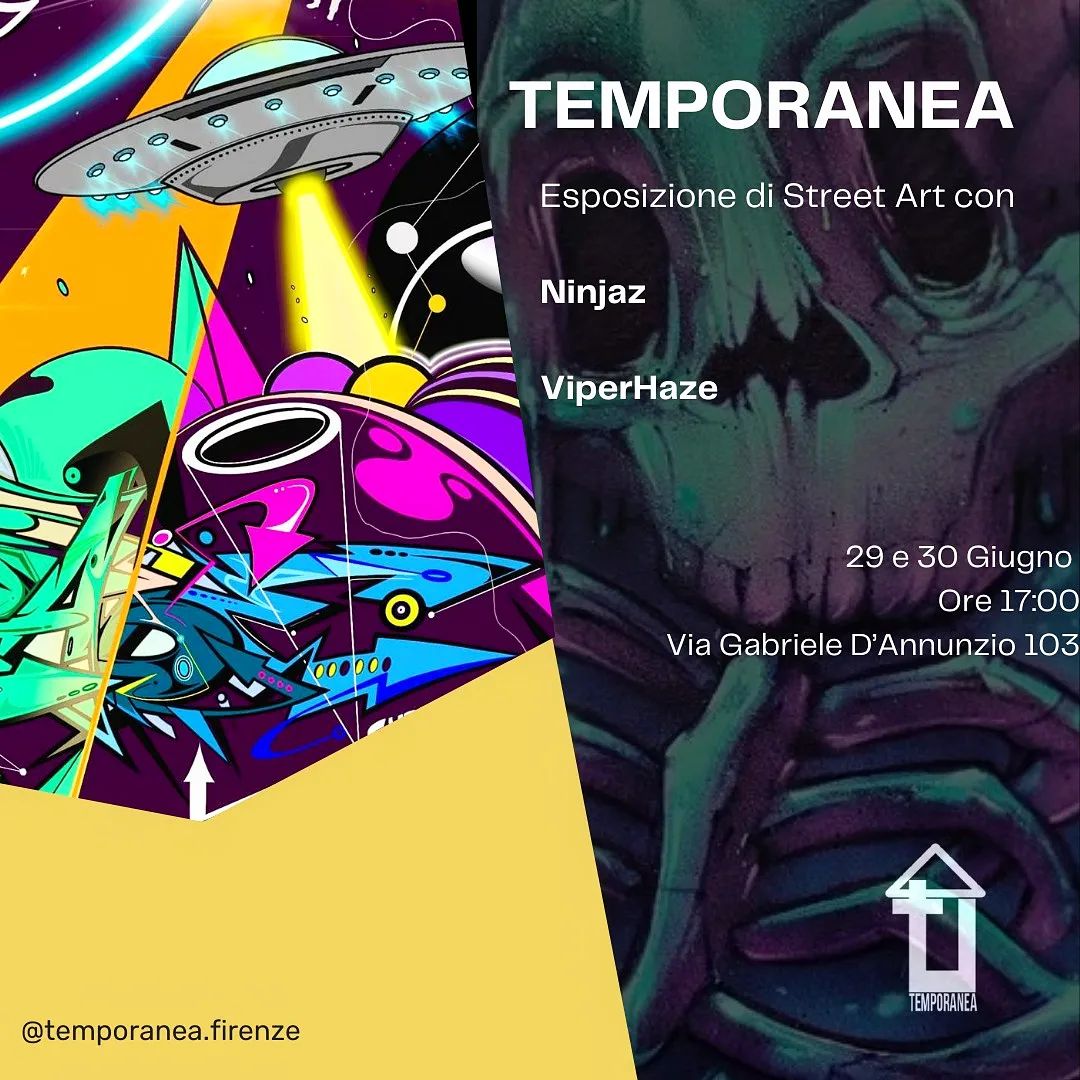 TEMPORANEA
Esposizione di Street Art con
Ninjaz
ViperHaze
29 e 30 Giugno
Ore 17:00
Via Gabriele D’Annunzio 103
TEMPORANEA
@temporanea.firenze